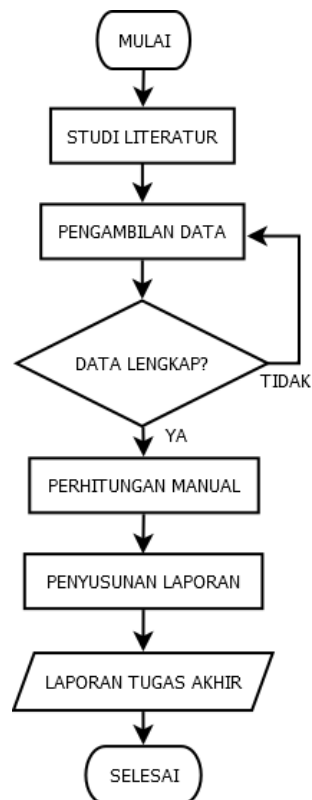 MULAI
STUDI LITERATUR
PENGAMBILAN DATA
DATA LENGKAP?
TIDAK
YA
PERHITUNGAN MANUAL
PENYUSUNAN LAPORAN
LAPORAN TUGAS AKHIR
SELESAI